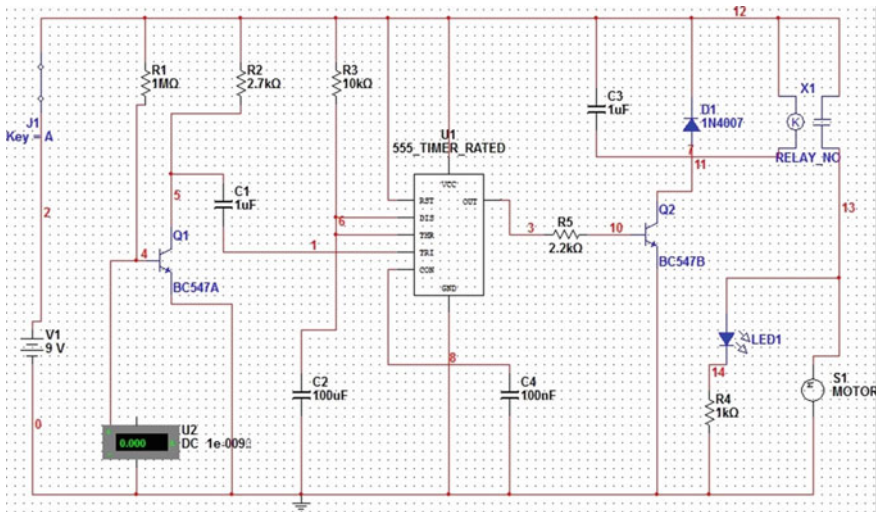 12
R1
1MΩ
R2
2.7kΩ
R3
10kΩ
C3
1uF
X1
K
RELAY_NO
D1
1N4007
7
11
J1
Key = A
U1
555_TIMER_RATED
VCC
RST
OUT
DIS
THR
TRI
CON
GND
2
5
C1
1uF
6
1
Q1
4
BC547A
3
R5
2.2kΩ
10
Q2
BC547B
13
V1
9 V
LED1
8
14
C2
100uF
C4
100nF
R4
1kΩ
S1
M
MOTOR
0
U2
0.000
DC 1e-009Ω